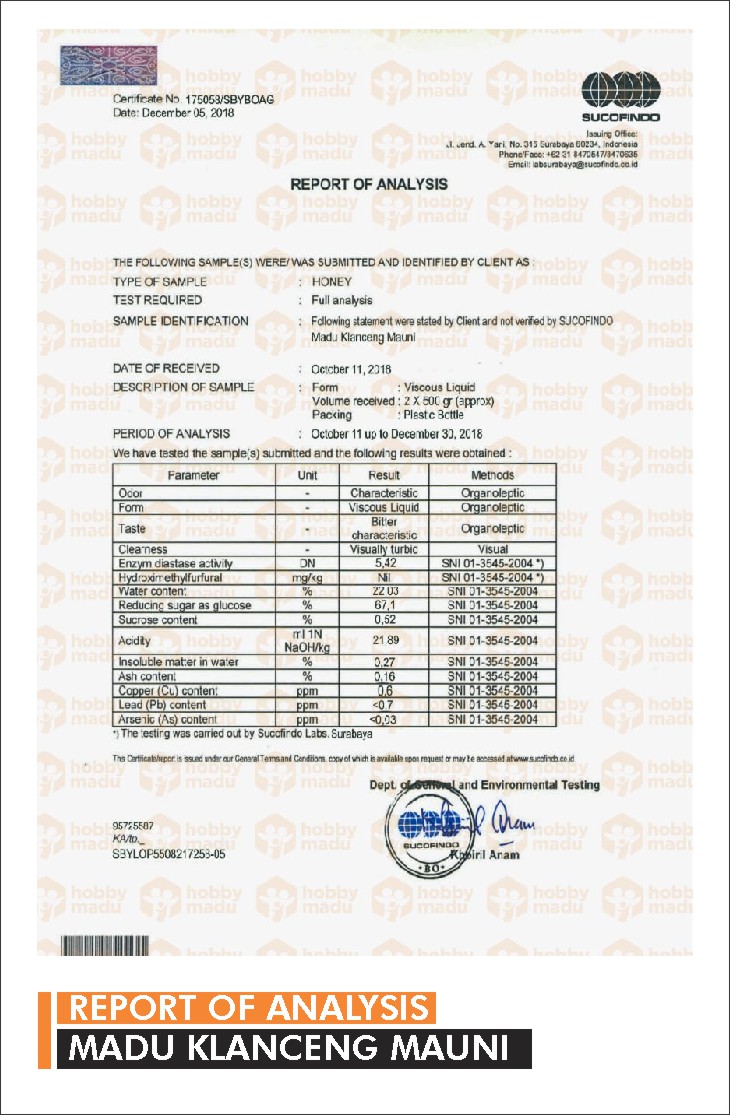 Certificate No. 175053/SBYBOAG
Date: December 05, 2018
SUCOFINDO
Issuing Office:
Jl. Jend. A. Yani, No. 315 Surabaya 60234, Indonesia
Email: labsurabaya@sucofindo.co.id
REPORT OF ANALYSIS
THE FOLLOWING SAMPLE(S) WERE/ WAS SUBMITTED AND IDENTIFIED BY CLIENT AS :
TYPE OF SAMPLE : HONEY
TEST REQUIRED : Full analysis
SAMPLE IDENTIFICATION : Following statement were stated by Client and not verified by SUCOFINDO
Madu Klanceng Mauni
DATE OF RECEIVED : October 11, 2018
DESCRIPTION OF SAMPLE : Form : Viscous Liquid
Volume received : 2 X 500 gr (approx)
Packing : Plastic Bottle
PERIOD OF ANALYSIS : October 11 up to December 30, 2018
We have tested the sample(s) submitted and the following results were obtained :
Parameter Unit Result Methods
Odor - Characteristic Organoleptic
Form - Viscous Liquid Organoleptic
Taste - Bitter characteristic Organoleptic
Clearness - Visually turbic Visual
Enzym diastase activity DN 5,42 SNI 01-3545-2004 *)
Hydroximethylfurfural mg/kg Nil SNI 01-3545-2004 *)
Water content % 22.03 SNI 01-3545-2004
Reducing sugar as glucose % 67,1 SNI 01-3545-2004
Sucrose content % 0,52 SNI 01-3545-2004
Acidity ml 1N NaOH/kg 21.89 SNI 01-3545-2004
Insoluble matter in water % 0,27 SNI 01-3545-2004
Ash content % 0.16 SNI 01-3545-2004
Copper (Cu) content ppm 0.6 SNI 01-3545-2004
Lead (Pb) content ppm <0.7 SNI 01-3545-2004
Arsenic (As) content ppm <0,03 SNI 01-3545-2004
*) The testing was carried out by Sucofindo Labs. Surabaya
This Certificate/report is issued under our General Terms and Conditions, copy of which is available upon request or may be accessed at www.sucofindo.co.id
Dept. of General and Environmental Testing
SUCOFINDO
BO
Khoiril Anam
95725587
SBYLOP5508217253-05
hobby madu
REPORT OF ANALYSIS
MADU KLANCENG MAUNI